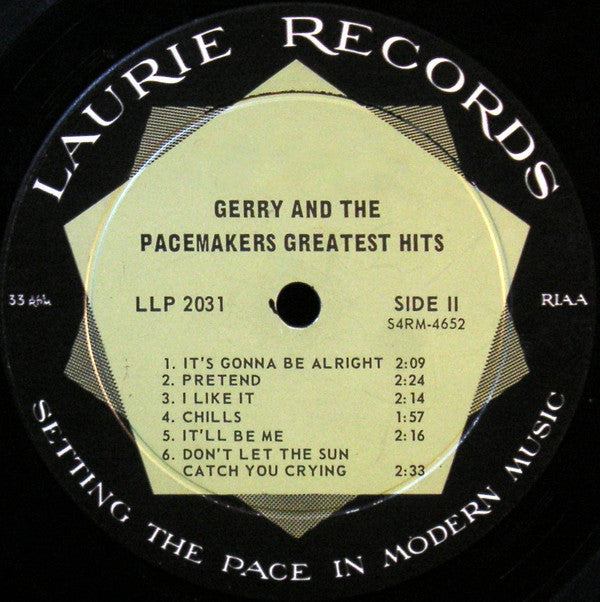 LAURIE RECORDS
GERRY AND THE
PACEMAKERS GREATEST HITS
33 RPM
RIAA
LLP 2031
SIDE II
S4RM-4652
1. IT'S GONNA BE ALRIGHT 2:09
2. PRETEND 2:24
3. I LIKE IT 2:14
4. CHILLS 1:57
5. IT'LL BE ME 2:16
6. DON'T LET THE SUN
CATCH YOU CRYING 2:33
SETTING THE PACE IN MODERN MUSIC